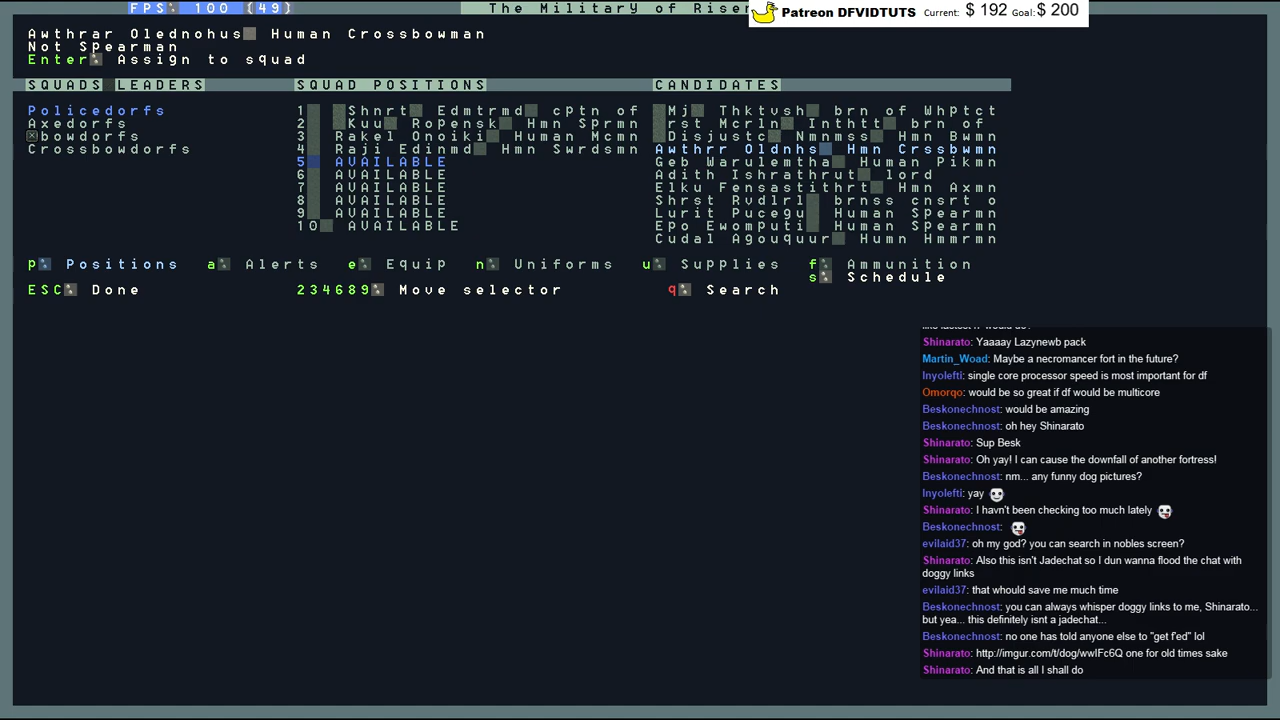 FPS: 100 (49)
The Military of Risen
Patreon DFVIDTUTS Current: $ 192 Goal: $ 200
Awthrar Olednohus Human Crossbowman
Not Spearman
Enter: Assign to squad
SQUADS LEADERS SQUAD POSITIONS CANDIDATES
Policedorfs 1 Shnrt Edmtrmd cptn of Mj Thktvsh brn of Whptct
Axedorfs 2 Kuu Ropensk Hmn Sprmn rst Mcrln Inthtt brn of
bowdorfs 3 Rakel Onoiki Human Mcmn Disjustc Nmnmss Hmn Bwmn
Crossbowdorfs 4 Raji Edinmd Hmn Swrdsmn Awthrr Oldnhs Hmn Crssbwmn
5 AVAILABLE Gebr Warulemtha Human Pikmn
6 AVAILABLE Adith Ishrathrut lord
7 AVAILABLE Elku Fensastithrt Hmn Axmn
8 AVAILABLE Shrst Rvdlrl brnss cnsrt o
9 AVAILABLE Lurit Pucegu Human Spearmn
10 AVAILABLE Epo Ewomputi Human Spearmn
Cudal Agouquur Humn Hmmrmn
p: Positions a: Alerts e: Equip n: Uniforms u: Supplies f: Ammunition
s: Schedule
ESC: Done 234689: Move selector q: Search
Shinarato: Yaaaay Lazynewb pack
Martin_Woad: Maybe a necromancer fort in the future?
Inyolefti: single core processor speed is most important for df
Omorqo: would be so great if df would be multicore
Beskonechnost: would be amazing
Beskonechnost: oh hey Shinarato
Shinarato: Sup Besk
Shinarato: Oh yay! I can cause the downfall of another fortress!
Beskonechnost: nm... any funny dog pictures?
Inyolefti: yay
Shinarato: I havn't been checking too much lately
Beskonechnost:
evilaid37: oh my god? you can search in nobles screen?
Shinarato: Also this isn't Jadechat so I dun wanna flood the chat with
doggy links
evilaid37: that whould save me much time
Beskonechnost: you can always whisper doggy links to me, Shinarato...
but yea... this definitely isnt a jadechat...
Beskonechnost: no one has told anyone else to "get f'ed" lol
Shinarato: http://imgur.com/t/dog/wwIFc6Q one for old times sake
Shinarato: And that is all I shall do